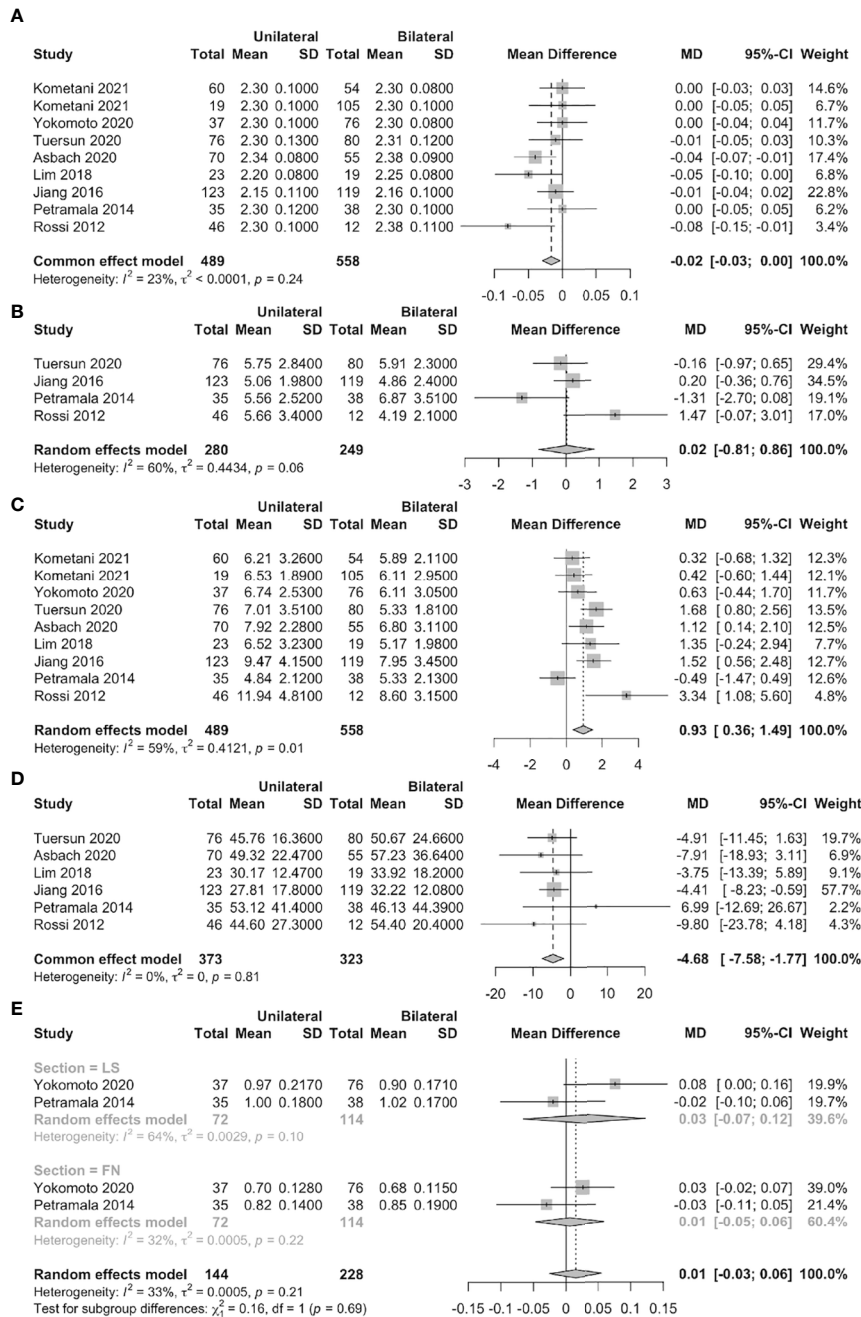 A
Unilateral Bilateral
Study Total Mean SD Total Mean SD Mean Difference MD 95%-CI Weight
Kometani 2021 60 2.30 0.1000 54 2.30 0.0800 0.00 [-0.03; 0.03] 14.6%
Kometani 2021 19 2.30 0.1000 105 2.30 0.1000 0.00 [-0.05; 0.05] 6.7%
Yokomoto 2020 37 2.30 0.1000 76 2.30 0.0800 0.00 [-0.04; 0.04] 11.7%
Tuersun 2020 76 2.30 0.1300 80 2.31 0.1200 -0.01 [-0.05; 0.03] 10.3%
Asbach 2020 70 2.34 0.0800 55 2.38 0.0900 -0.04 [-0.07; -0.01] 17.4%
Lim 2018 23 2.20 0.0800 19 2.25 0.0800 -0.05 [-0.10; 0.00] 6.8%
Jiang 2016 123 2.15 0.1100 119 2.16 0.1000 -0.01 [-0.04; 0.02] 22.8%
Petramala 2014 35 2.30 0.1200 38 2.30 0.1000 0.00 [-0.05; 0.05] 6.2%
Rossi 2012 46 2.30 0.1000 12 2.38 0.1100 -0.08 [-0.15; -0.01] 3.4%
Common effect model 489 558 -0.02 [-0.03; 0.00] 100.0%
Heterogeneity: I² = 23%, τ² < 0.0001, p = 0.24
-0.1 -0.05 0 0.05 0.1
B
Unilateral Bilateral
Study Total Mean SD Total Mean SD Mean Difference MD 95%-CI Weight
Tuersun 2020 76 5.75 2.8400 80 5.91 2.3000 -0.16 [-0.97; 0.65] 29.4%
Jiang 2016 123 5.06 1.9800 119 4.86 2.4000 0.20 [-0.36; 0.76] 34.5%
Petramala 2014 35 5.56 2.5200 38 6.87 3.5100 -1.31 [-2.70; 0.08] 19.1%
Rossi 2012 46 5.66 3.4000 12 4.19 2.1000 1.47 [-0.07; 3.01] 17.0%
Random effects model 280 249 0.02 [-0.81; 0.86] 100.0%
Heterogeneity: I² = 60%, τ² = 0.4434, p = 0.06
-3 -2 -1 0 1 2 3
C
Unilateral Bilateral
Study Total Mean SD Total Mean SD Mean Difference MD 95%-CI Weight
Kometani 2021 60 6.21 3.2600 54 5.89 2.1100 0.32 [-0.68; 1.32] 12.3%
Kometani 2021 19 6.53 1.8900 105 6.11 2.9500 0.42 [-0.60; 1.44] 12.1%
Yokomoto 2020 37 6.74 2.5300 76 6.11 3.0500 0.63 [-0.44; 1.70] 11.7%
Tuersun 2020 76 7.01 3.5100 80 5.33 1.8100 1.68 [0.80; 2.56] 13.5%
Asbach 2020 70 7.92 2.2800 55 6.80 3.1100 1.12 [0.14; 2.10] 12.5%
Lim 2018 23 6.52 3.2300 19 5.17 1.9800 1.35 [-0.24; 2.94] 7.7%
Jiang 2016 123 9.47 4.1500 119 7.95 3.4500 1.52 [0.56; 2.48] 12.7%
Petramala 2014 35 4.84 2.1200 38 5.33 2.1300 -0.49 [-1.47; 0.49] 12.6%
Rossi 2012 46 11.94 4.8100 12 8.60 3.1500 3.34 [1.08; 5.60] 4.8%
Random effects model 489 558 0.93 [0.36; 1.49] 100.0%
Heterogeneity: I² = 59%, τ² = 0.4121, p = 0.01
-4 -2 0 2 4
D
Unilateral Bilateral
Study Total Mean SD Total Mean SD Mean Difference MD 95%-CI Weight
Tuersun 2020 76 45.76 16.3600 80 50.67 24.6600 -4.91 [-11.45; 1.63] 19.7%
Asbach 2020 70 49.32 22.4700 55 57.23 36.6400 -7.91 [-18.93; 3.11] 6.9%
Lim 2018 23 30.17 12.4700 19 33.92 18.2000 -3.75 [-13.39; 5.89] 9.1%
Jiang 2016 123 27.81 17.8000 119 32.22 12.0800 -4.41 [-8.23; -0.59] 57.7%
Petramala 2014 35 53.12 41.4000 38 46.13 44.3900 6.99 [-12.69; 26.67] 2.2%
Rossi 2012 46 44.60 27.3000 12 54.40 20.4000 -9.80 [-23.78; 4.18] 4.3%
Common effect model 373 323 -4.68 [-7.58; -1.77] 100.0%
Heterogeneity: I² = 0%, τ² = 0, p = 0.81
-20 -10 0 10 20
E
Unilateral Bilateral
Study Total Mean SD Total Mean SD Mean Difference MD 95%-CI Weight
Section = LS
Yokomoto 2020 37 0.97 0.2170 76 0.90 0.1710 0.08 [0.00; 0.16] 19.9%
Petramala 2014 35 1.00 0.1800 38 1.02 0.1700 -0.02 [-0.10; 0.06] 19.7%
Random effects model 72 114 0.03 [-0.07; 0.12] 39.6%
Heterogeneity: I² = 64%, τ² = 0.0029, p = 0.10
Section = FN
Yokomoto 2020 37 0.70 0.1280 76 0.68 0.1150 0.03 [-0.02; 0.07] 39.0%
Petramala 2014 35 0.82 0.1400 38 0.85 0.1900 -0.03 [-0.11; 0.05] 21.4%
Random effects model 72 114 0.01 [-0.05; 0.06] 60.4%
Heterogeneity: I² = 32%, τ² = 0.0005, p = 0.22
Random effects model 144 228 0.01 [-0.03; 0.06] 100.0%
Heterogeneity: I² = 33%, τ² = 0.0005, p = 0.21
Test for subgroup differences: χ²₁ = 0.16, df = 1 (p = 0.69)
-0.15 -0.1 -0.05 0 0.05 0.1 0.15